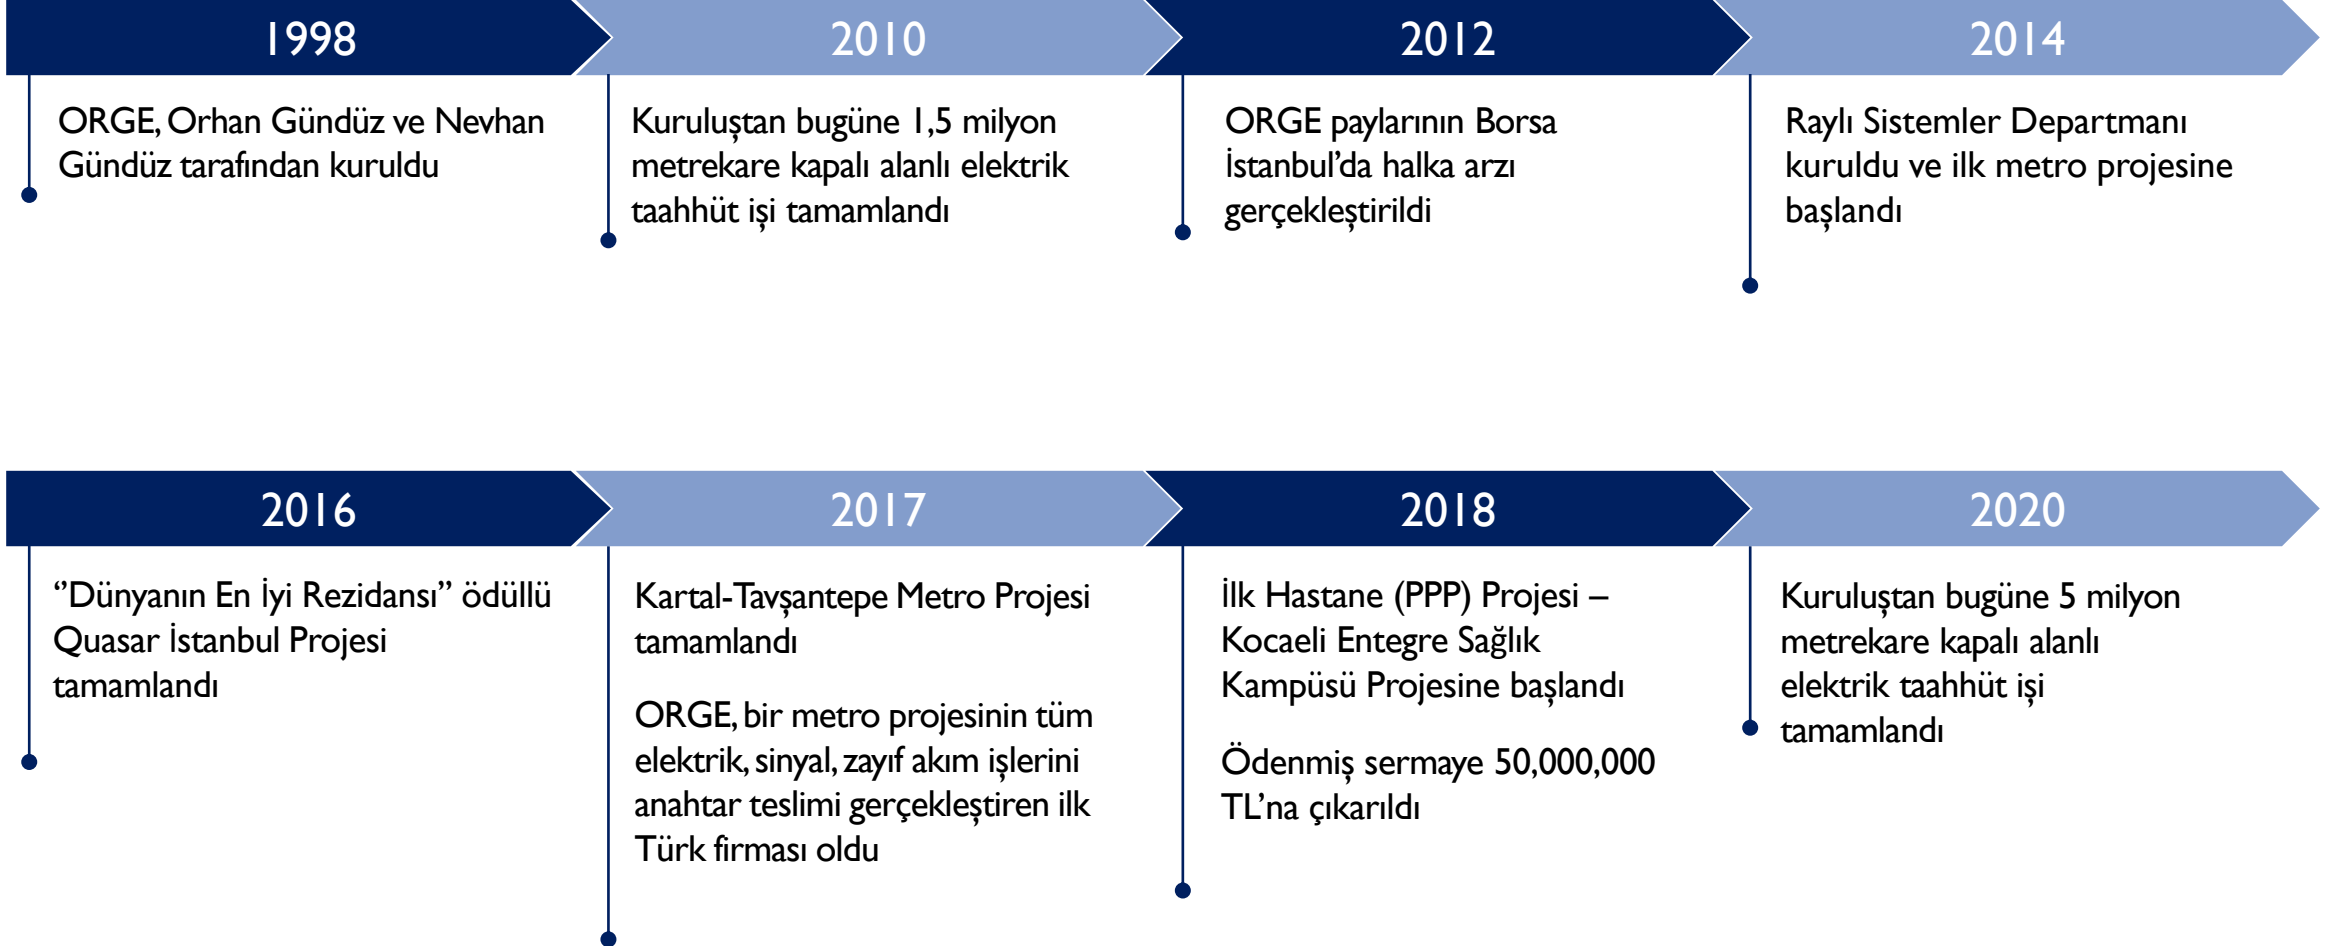 1998
ORGE, Orhan Gündüz ve Nevhan
Gündüz tarafından kuruldu
2010
Kuruluştan bugüne 1,5 milyon
metrekare kapalı alanlı elektrik
taahhüt işi tamamlandı
2012
ORGE paylarının Borsa
İstanbul’da halka arzı
gerçekleştirildi
2014
Raylı Sistemler Departmanı
kuruldu ve ilk metro projesine
başlandı
2016
‘’Dünyanın En İyi Rezidansı’’ ödüllü
Quasar İstanbul Projesi
tamamlandı
2017
Kartal-Tavşantepe Metro Projesi
tamamlandı
ORGE, bir metro projesinin tüm
elektrik, sinyal, zayıf akım işlerini
anahtar teslimi gerçekleştiren ilk
Türk firması oldu
2018
İlk Hastane (PPP) Projesi –
Kocaeli Entegre Sağlık
Kampüsü Projesine başlandı
Ödenmiş sermaye 50,000,000
TL’na çıkarıldı
2020
Kuruluştan bugüne 5 milyon
metrekare kapalı alanlı
elektrik taahhüt işi
tamamlandı